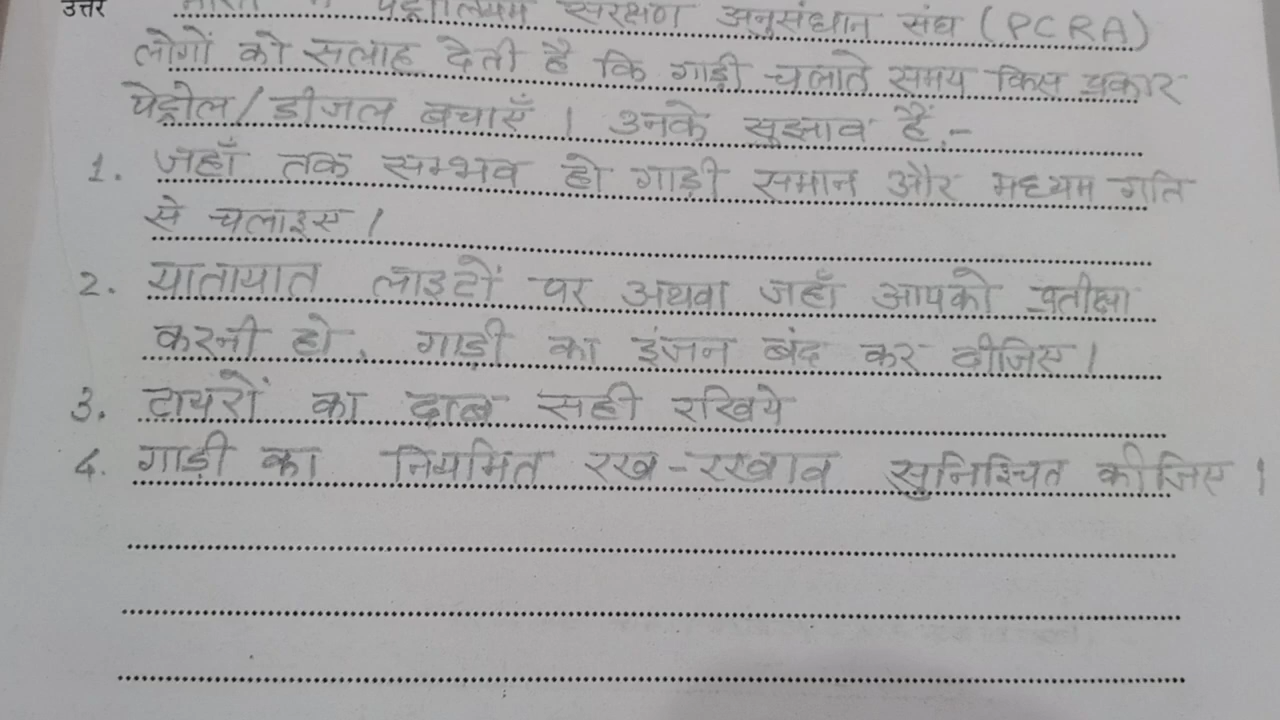 उत्तर भारत में पेट्रोलियम संरक्षण अनुसंधान संघ (PCRA)
लोगों को सलाह देती है कि गाड़ी चलाते समय किस प्रकार
पेट्रोल/डीजल बचाएँ । उनके सुझाव हैं,-
1. जहाँ तक सम्भव हो गाड़ी समान और मध्यम गति
से चलाइए ।
2. यातायात लाइटों पर अथवा जहाँ आपको प्रतीक्षा
करनी हो, गाड़ी का इंजन बंद कर दीजिए।
3. टायरों का दाब सही रखिये
4. गाड़ी का नियमित रख-रखाव सुनिश्चित कीजिए ।